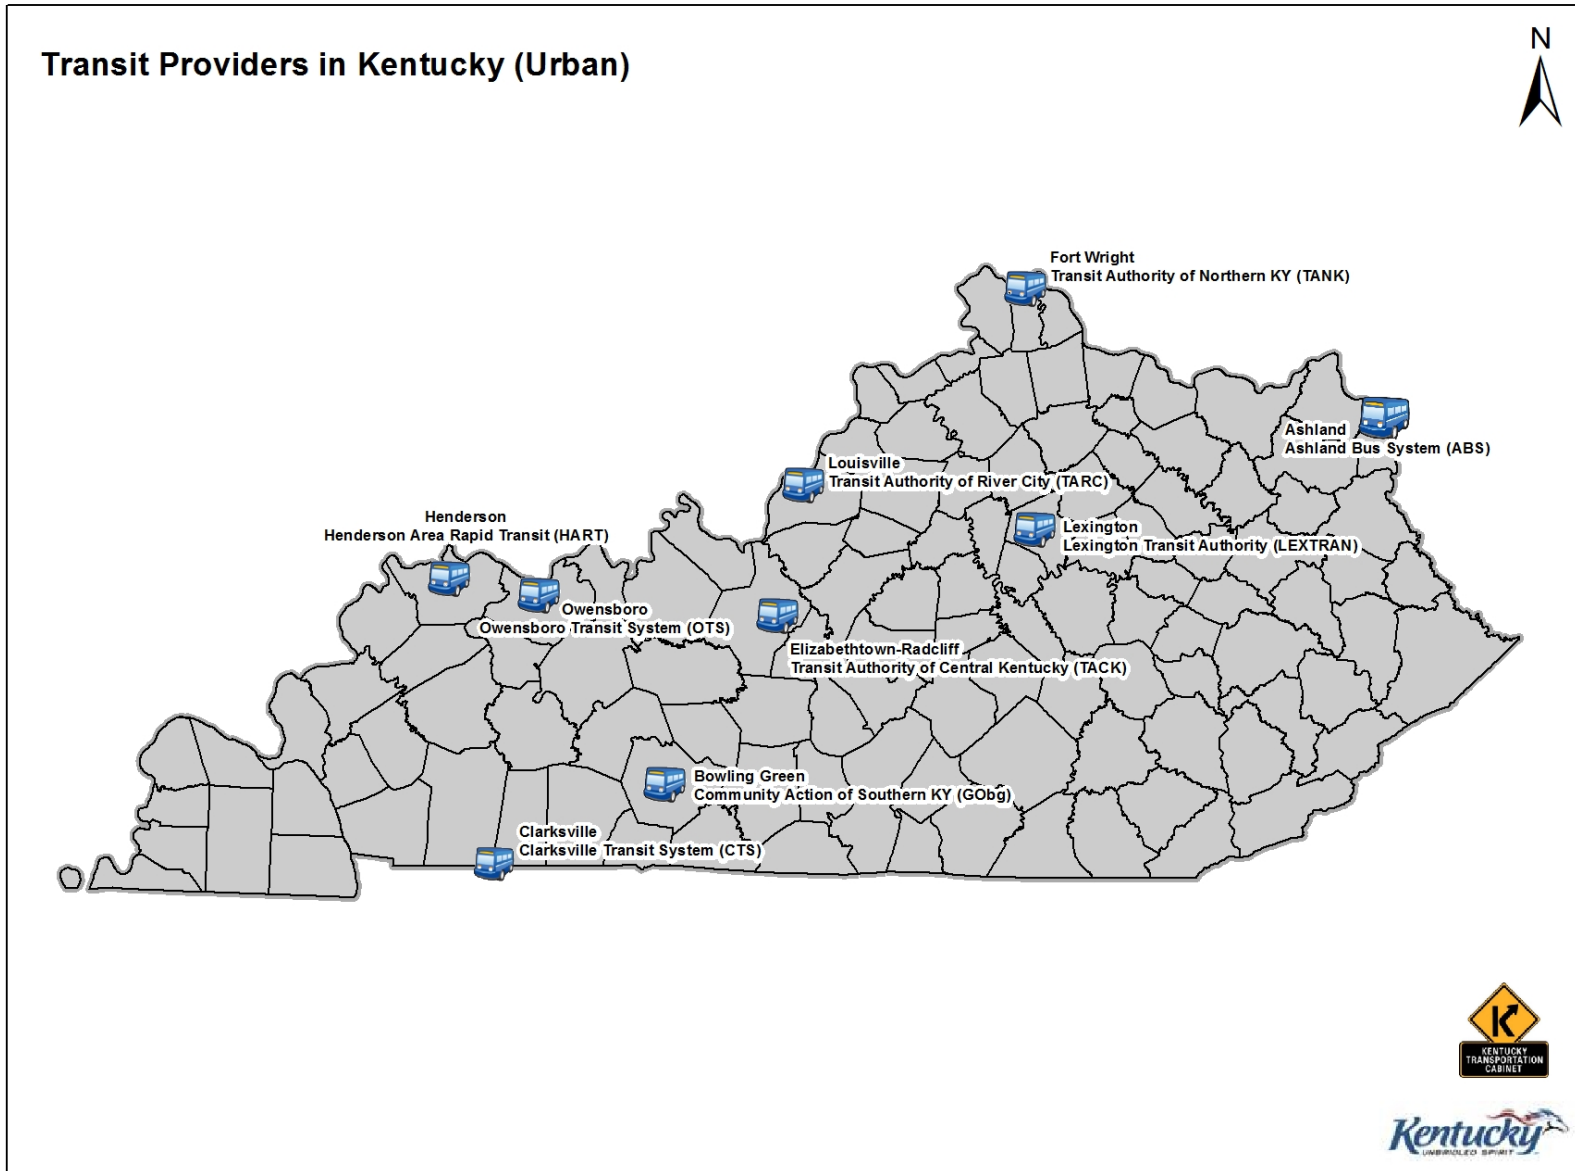 Transit Providers in Kentucky (Urban)
N
Fort Wright
Transit Authority of Northern KY (TANK)
Ashland
Ashland Bus System (ABS)
Louisville
Transit Authority of River City (TARC)
Lexington
Lexington Transit Authority (LEXTRAN)
Henderson
Henderson Area Rapid Transit (HART)
Owensboro
Owensboro Transit System (OTS)
Elizabethtown-Radcliff
Transit Authority of Central Kentucky (TACK)
Bowling Green
Community Action of Southern KY (GObg)
Clarksville
Clarksville Transit System (CTS)
K
KENTUCKY
TRANSPORTATION
CABINET
Kentucky
UNBRIDLED SPIRIT